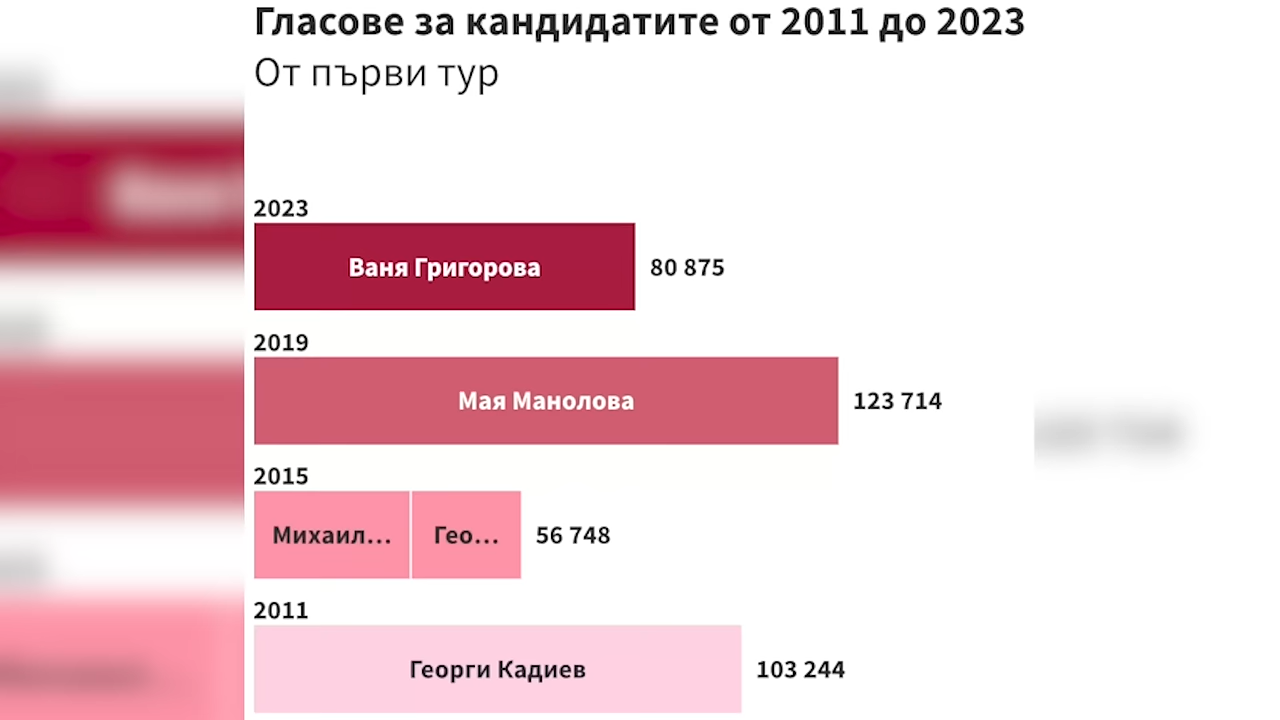 Гласове за кандидатите от 2011 до 2023
От първи тур
2023
Ваня Григорова 80 875
2019
Мая Манолова 123 714
2015
Михаил... Гео... 56 748
2011
Георги Кадиев 103 244